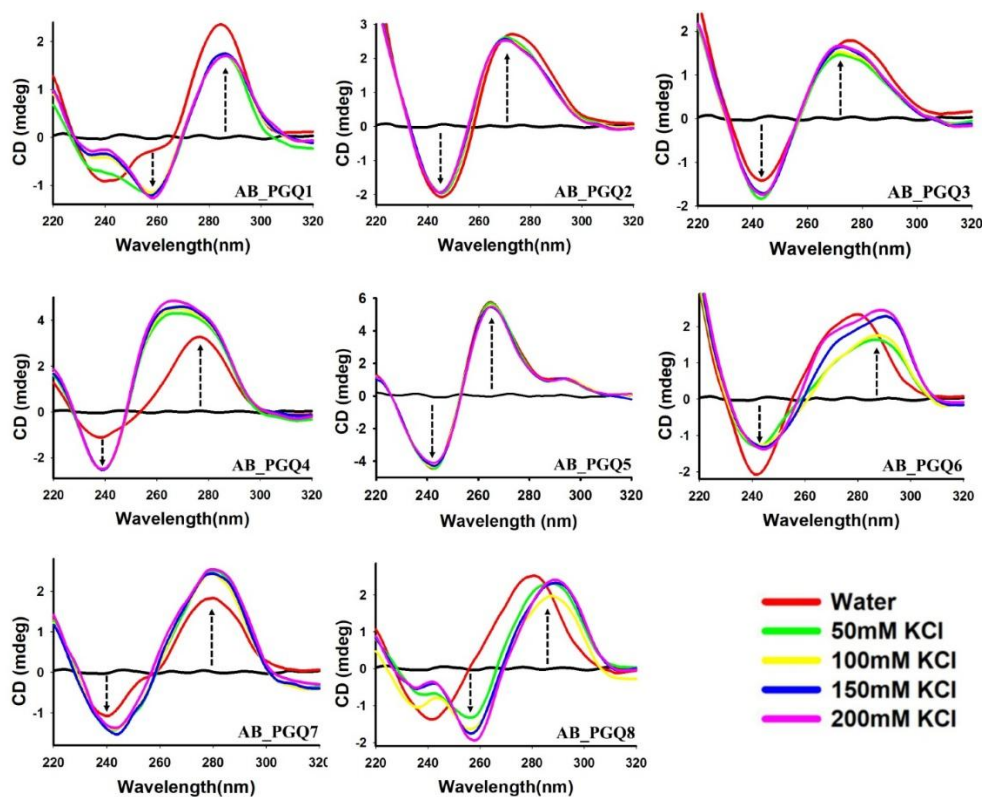 CD (mdeg)
2
1
0
-1
AB_PGQ1
220 240 260 280 300 320
Wavelength(nm)
CD (mdeg)
3
2
1
0
-1
-2
AB_PGQ2
220 240 260 280 300 320
Wavelength(nm)
CD (mdeg)
2
1
0
-1
-2
AB_PGQ3
220 240 260 280 300 320
Wavelength(nm)
CD (mdeg)
4
2
0
-2
AB_PGQ4
220 240 260 280 300 320
Wavelength(nm)
CD (mdeg)
6
4
2
0
-2
-4
AB_PGQ5
220 240 260 280 300 320
Wavelength (nm)
CD (mdeg)
2
1
0
-1
-2
AB_PGQ6
220 240 260 280 300 320
Wavelength(nm)
CD (mdeg)
2
1
0
-1
AB_PGQ7
220 240 260 280 300 320
Wavelength(nm)
CD (mdeg)
2
1
0
-1
-2
AB_PGQ8
220 240 260 280 300 320
Wavelength(nm)
Water
50mM KCl
100mM KCl
150mM KCl
200mM KCl